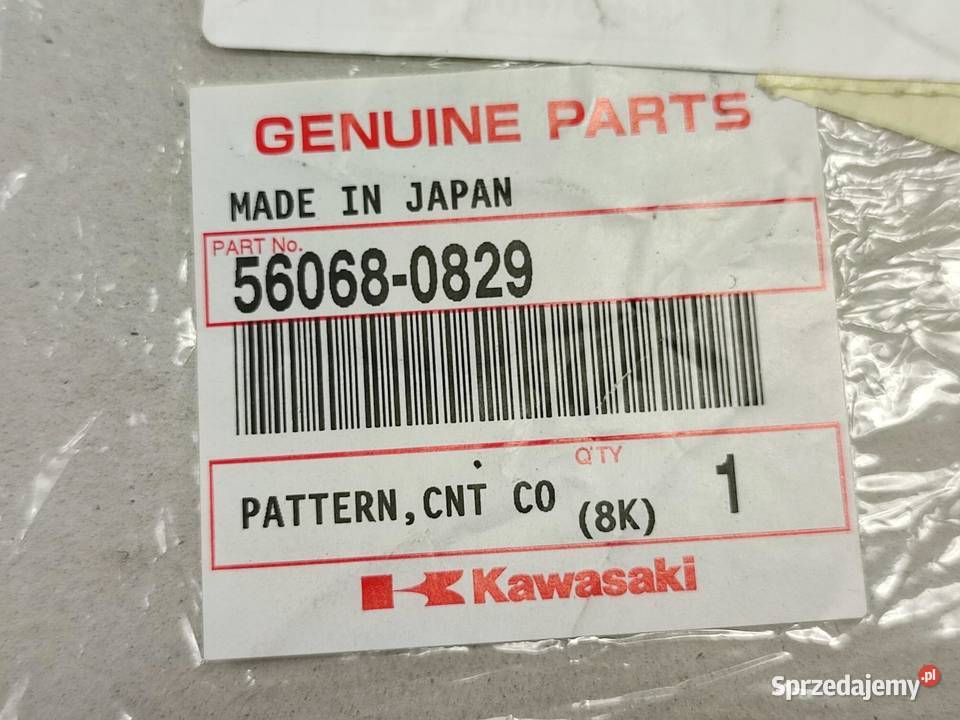 GENUINE PARTS
MADE IN JAPAN
PART No.
56068-0829
Q'TY
PATTERN,CNT CO (8K) 1
Kawasaki
Sprzedajemy.pl